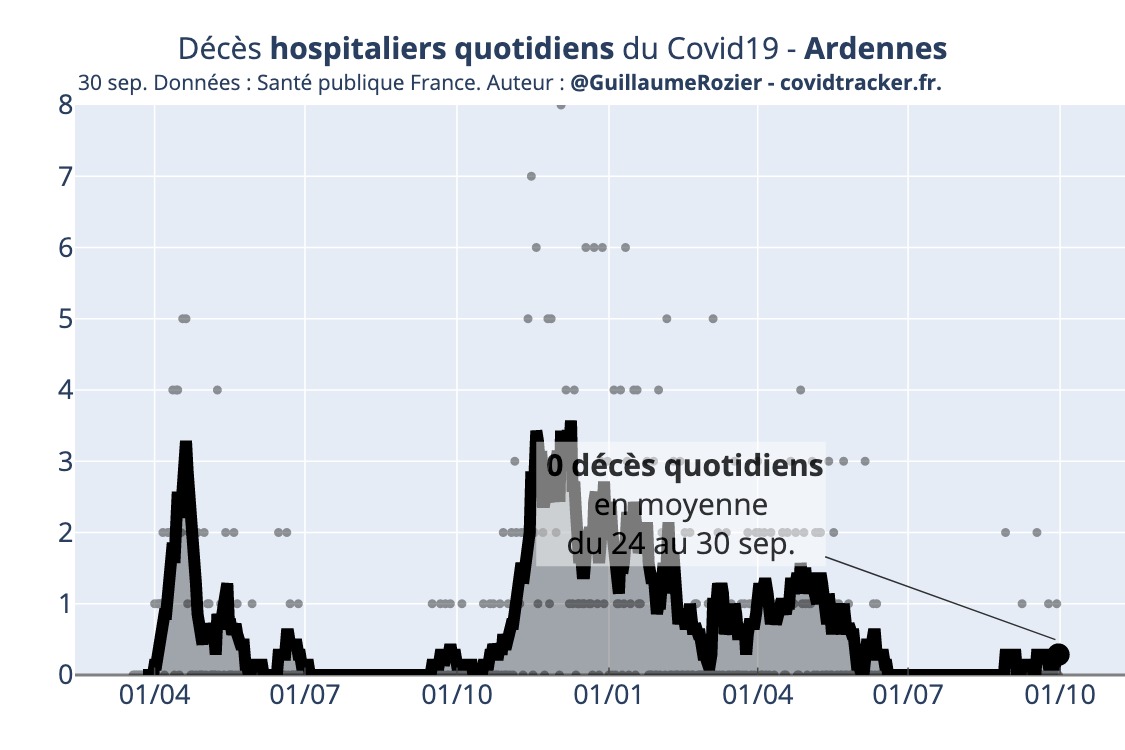 Décès hospitaliers quotidiens du Covid19 - Ardennes
30 sep. Données : Santé publique France. Auteur : @GuillaumeRozier - covidtracker.fr.
8
7
6
5
4
3
2
1
0
0 décès quotidiens
en moyenne
du 24 au 30 sep.
01/04 01/07 01/10 01/01 01/04 01/07 01/10